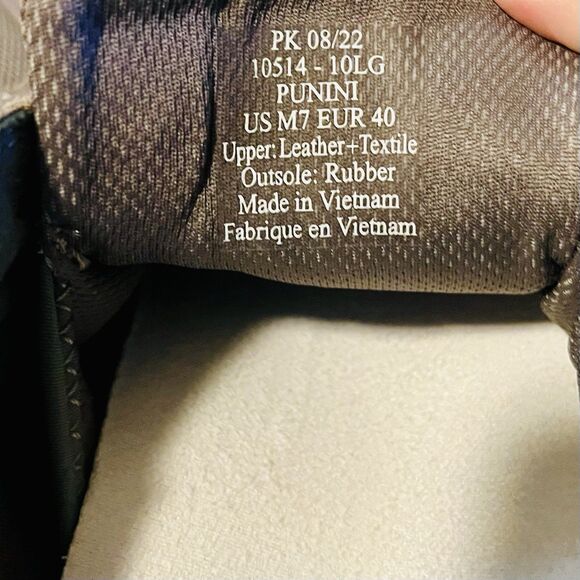 PK 08/22
10514 - 10LG
PUNINI
US M7 EUR 40
Upper: Leather+Textile
Outsole: Rubber
Made in Vietnam
Fabrique en Vietnam